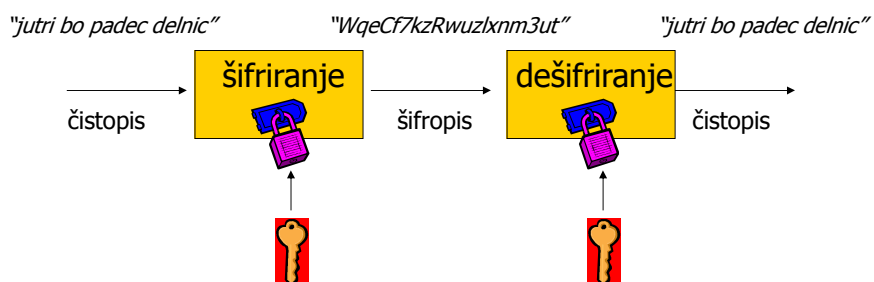 “jutri bo padec delnic”
“WqeCf7kzRwuzlxnm3ut”
“jutri bo padec delnic”
šifriranje
dešifriranje
čistopis
šifropis
čistopis